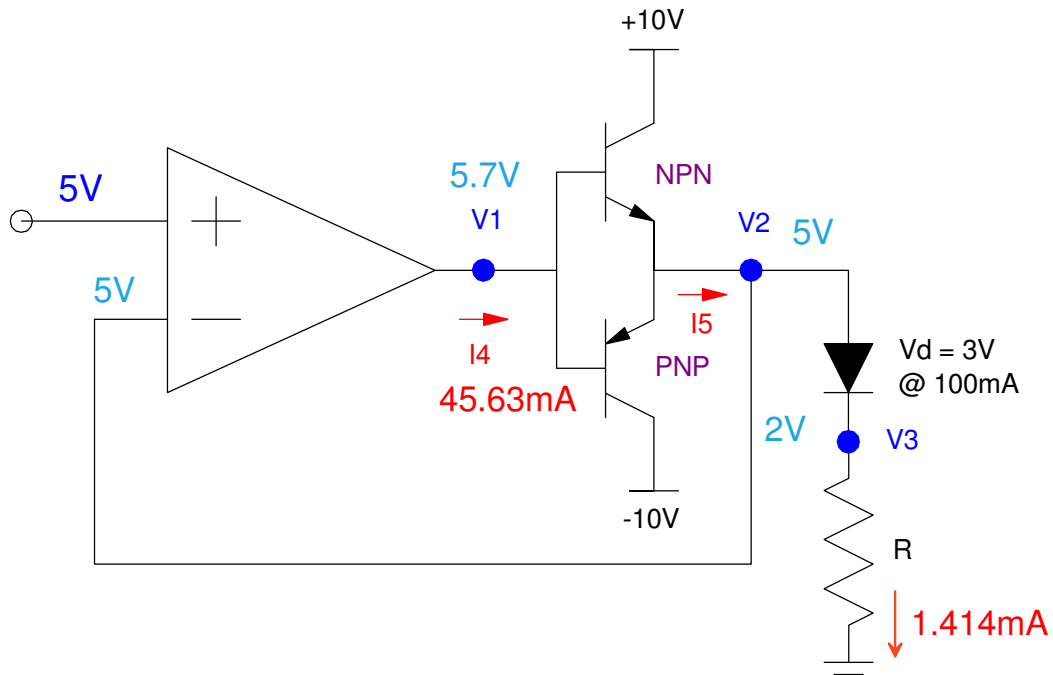 +10V
5V
+
5.7V
NPN
V1
V2
5V
5V
−
I4
I5
PNP
45.63mA
Vd = 3V
@ 100mA
2V
V3
-10V
R
1.414mA